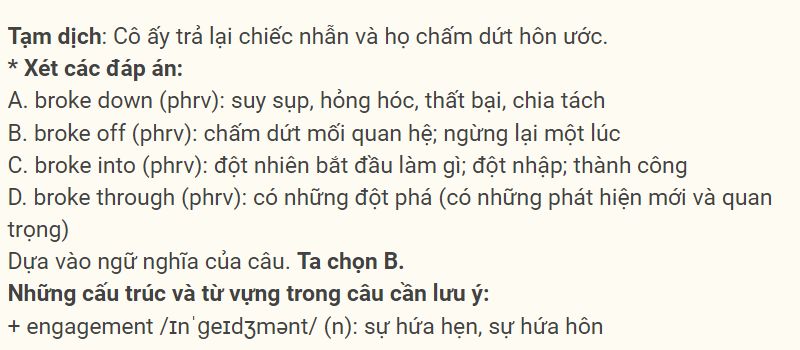 Tạm dịch: Cô ấy trả lại chiếc nhẫn và họ chấm dứt hôn ước.
* Xét các đáp án:
A. broke down (phrv): suy sụp, hỏng hóc, thất bại, chia tách
B. broke off (phrv): chấm dứt mối quan hệ; ngừng lại một lúc
C. broke into (phrv): đột nhiên bắt đầu làm gì; đột nhập; thành công
D. broke through (phrv): có những đột phá (có những phát hiện mới và quan
trọng)
Dựa vào ngữ nghĩa của câu. Ta chọn B.
Những cấu trúc và từ vựng trong câu cần lưu ý:
+ engagement /ɪnˈɡeɪdʒmənt/ (n): sự hứa hẹn, sự hứa hôn